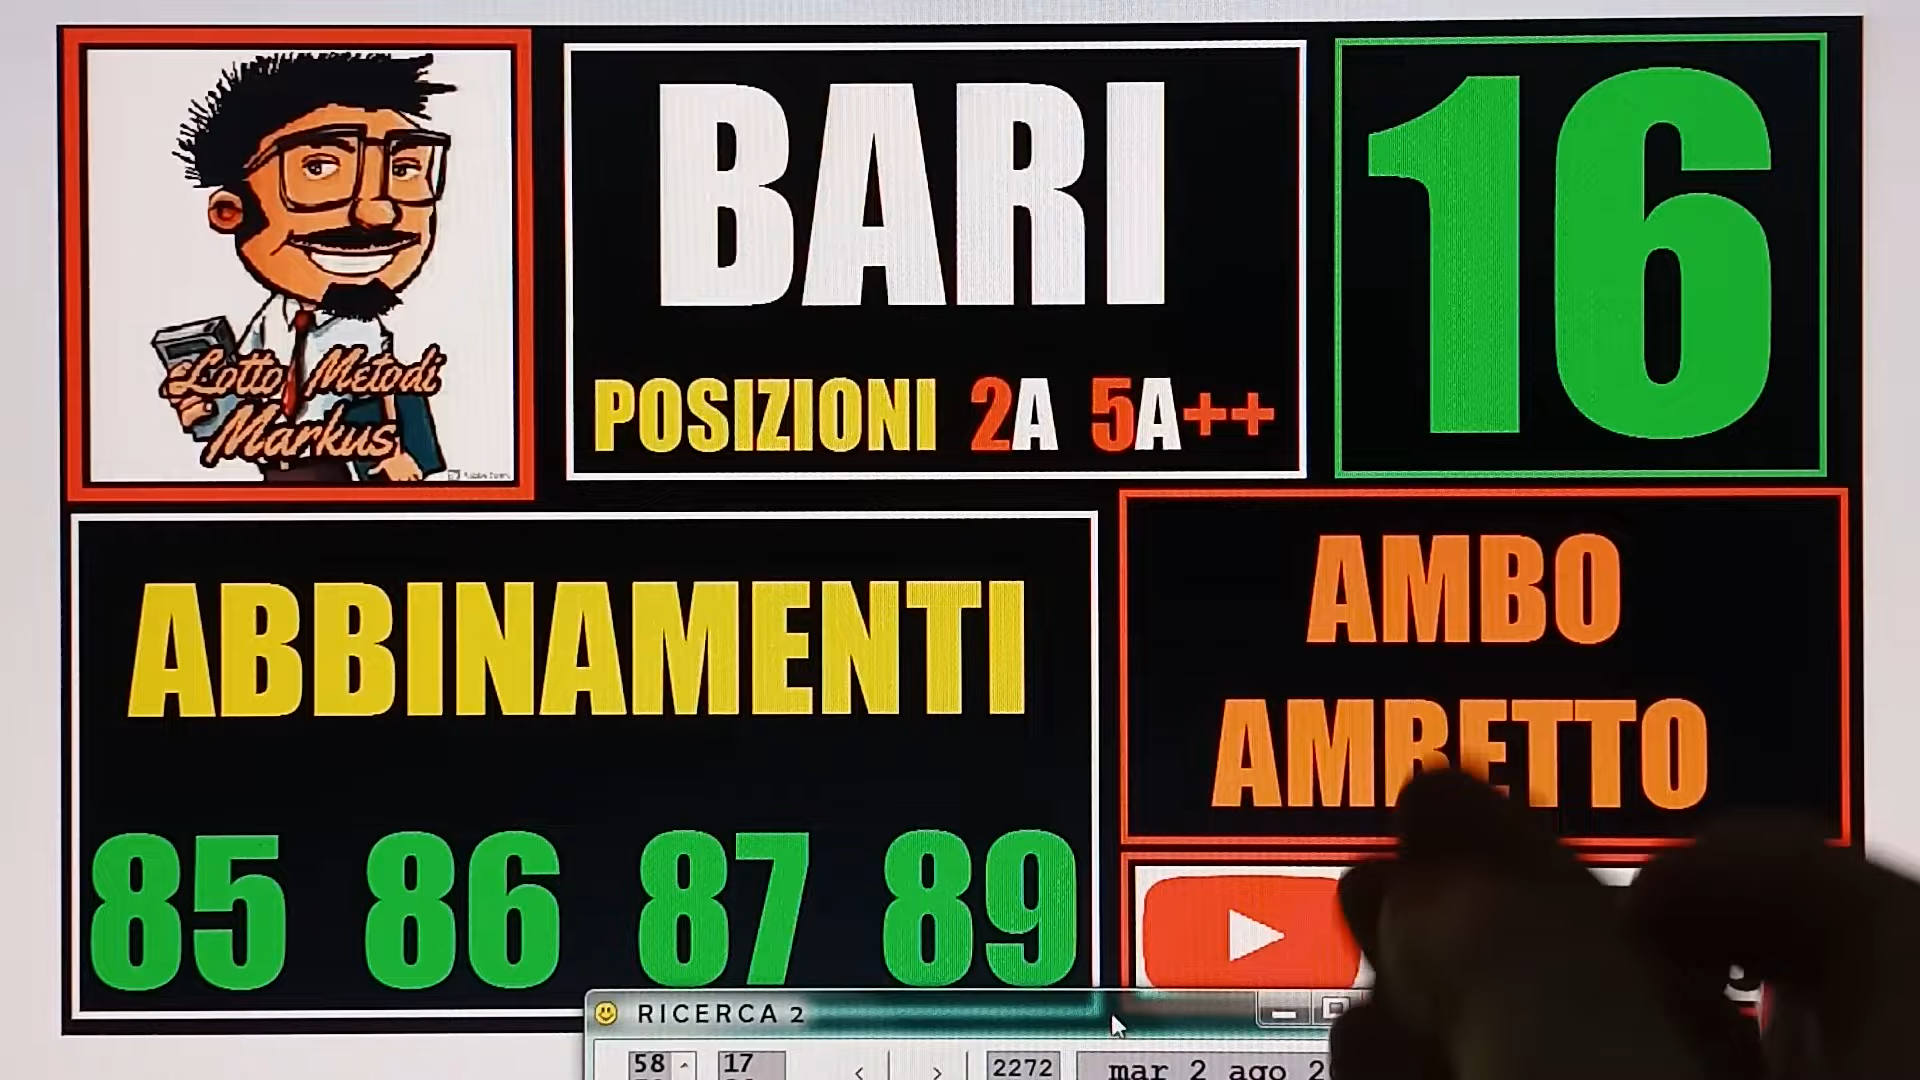 Lotto Metodi
Markus
BARI
POSIZIONI 2A 5A++
16
ABBINAMENTI
85 86 87 89
AMBO
AMBETTO
RICERCA 2
58 17 < > 2272 mar 2 ago